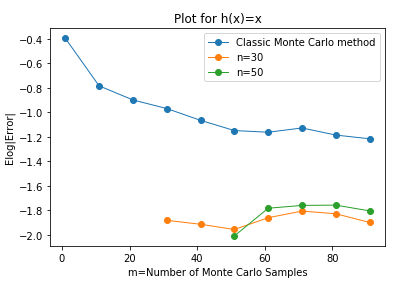 Plot for h(x)=x
Classic Monte Carlo method
n=30
n=50
Elog|Error|
−0.4
−0.6
−0.8
−1.0
−1.2
−1.4
−1.6
−1.8
−2.0
0 20 40 60 80
m=Number of Monte Carlo Samples